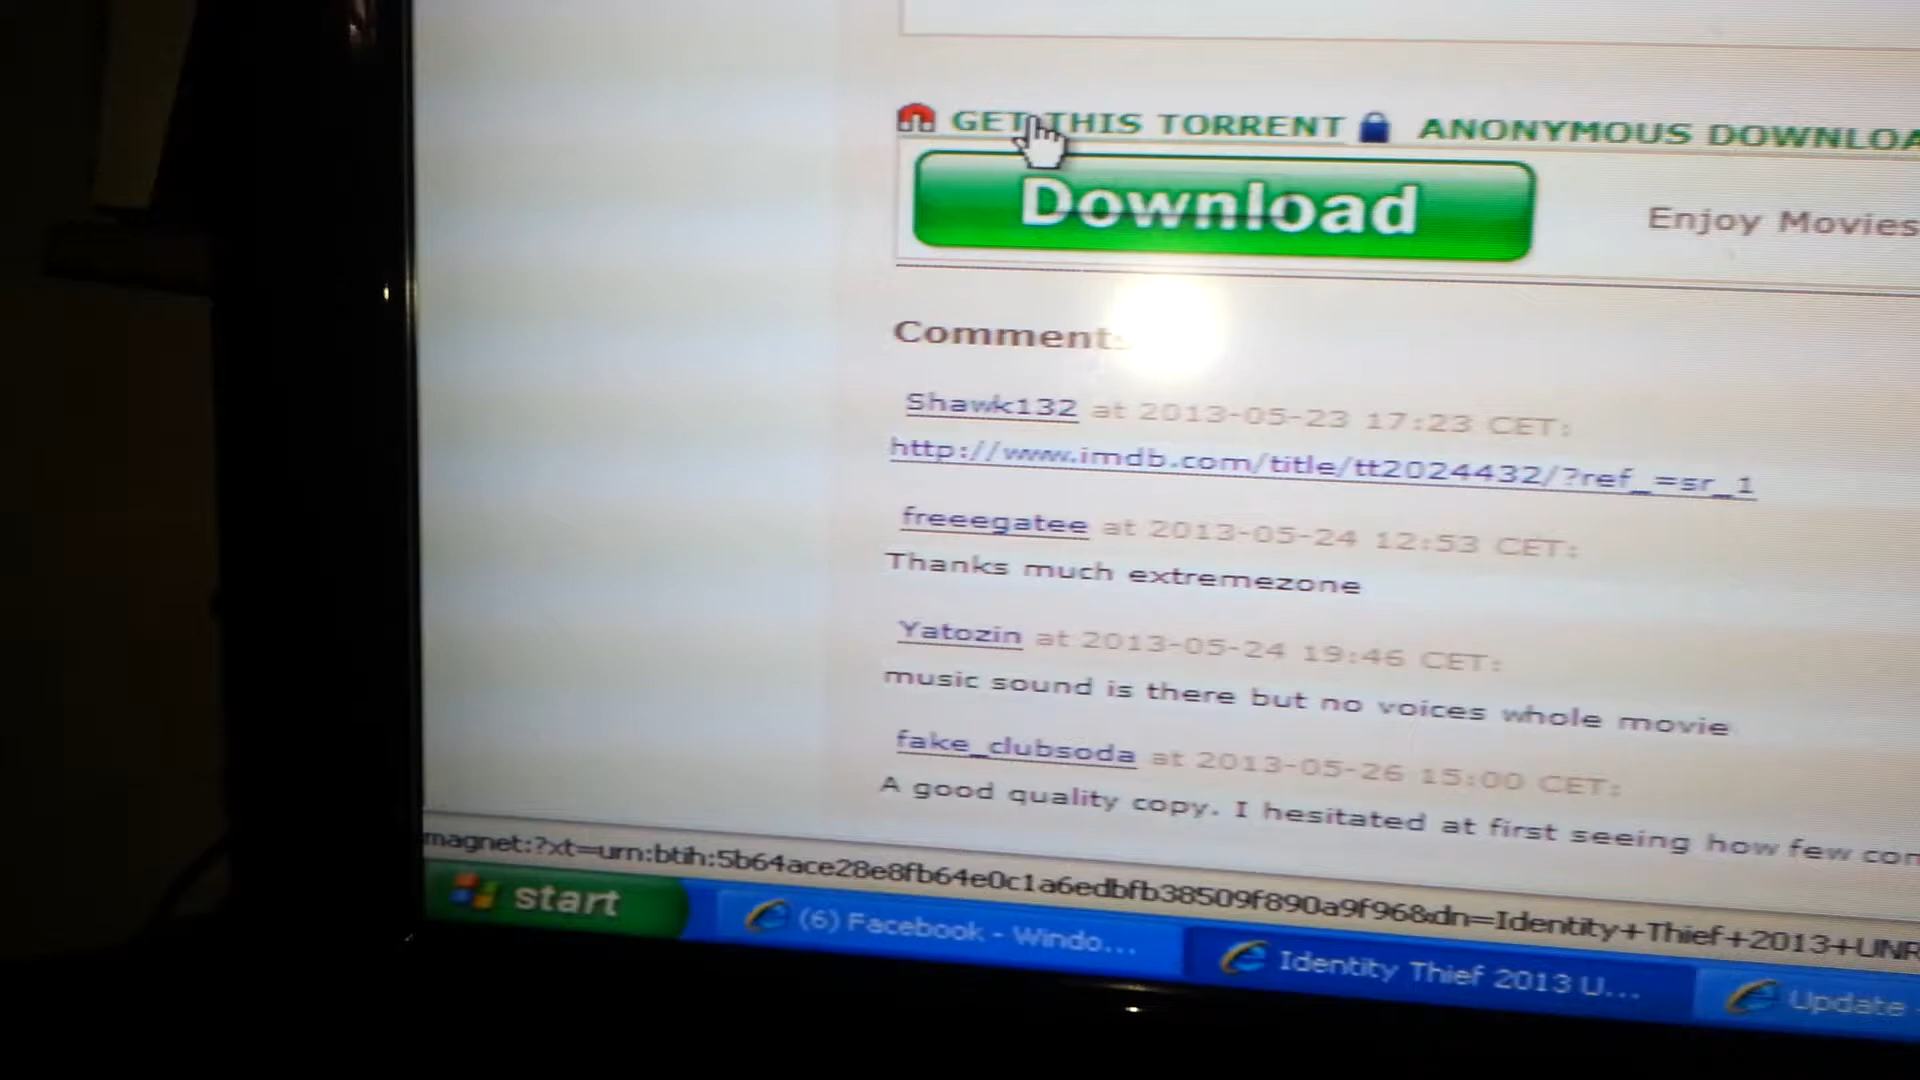 GET THIS TORRENT ANONYMOUS DOWNLOA
Download
Enjoy Movies
Comments
Shawk132 at 2013-05-23 17:23 CET:
http://www.imdb.com/title/tt2024432/?ref_=sr_1
freeegatee at 2013-05-24 12:53 CET:
Thanks much extremezone
Yatozin at 2013-05-24 19:46 CET:
music sound is there but no voices whole movie
fake_clubsoda at 2013-05-26 15:00 CET:
A good quality copy. I hesitated at first seeing how few con
magnet:?xt=urn:btih:5b64ace28e8fb64e0c1a6edbfb38509f890a9f968&dn=Identity+Thief+2013+UNR
start
(6) Facebook - Windo...
Identity Thief 2013 U...
Update